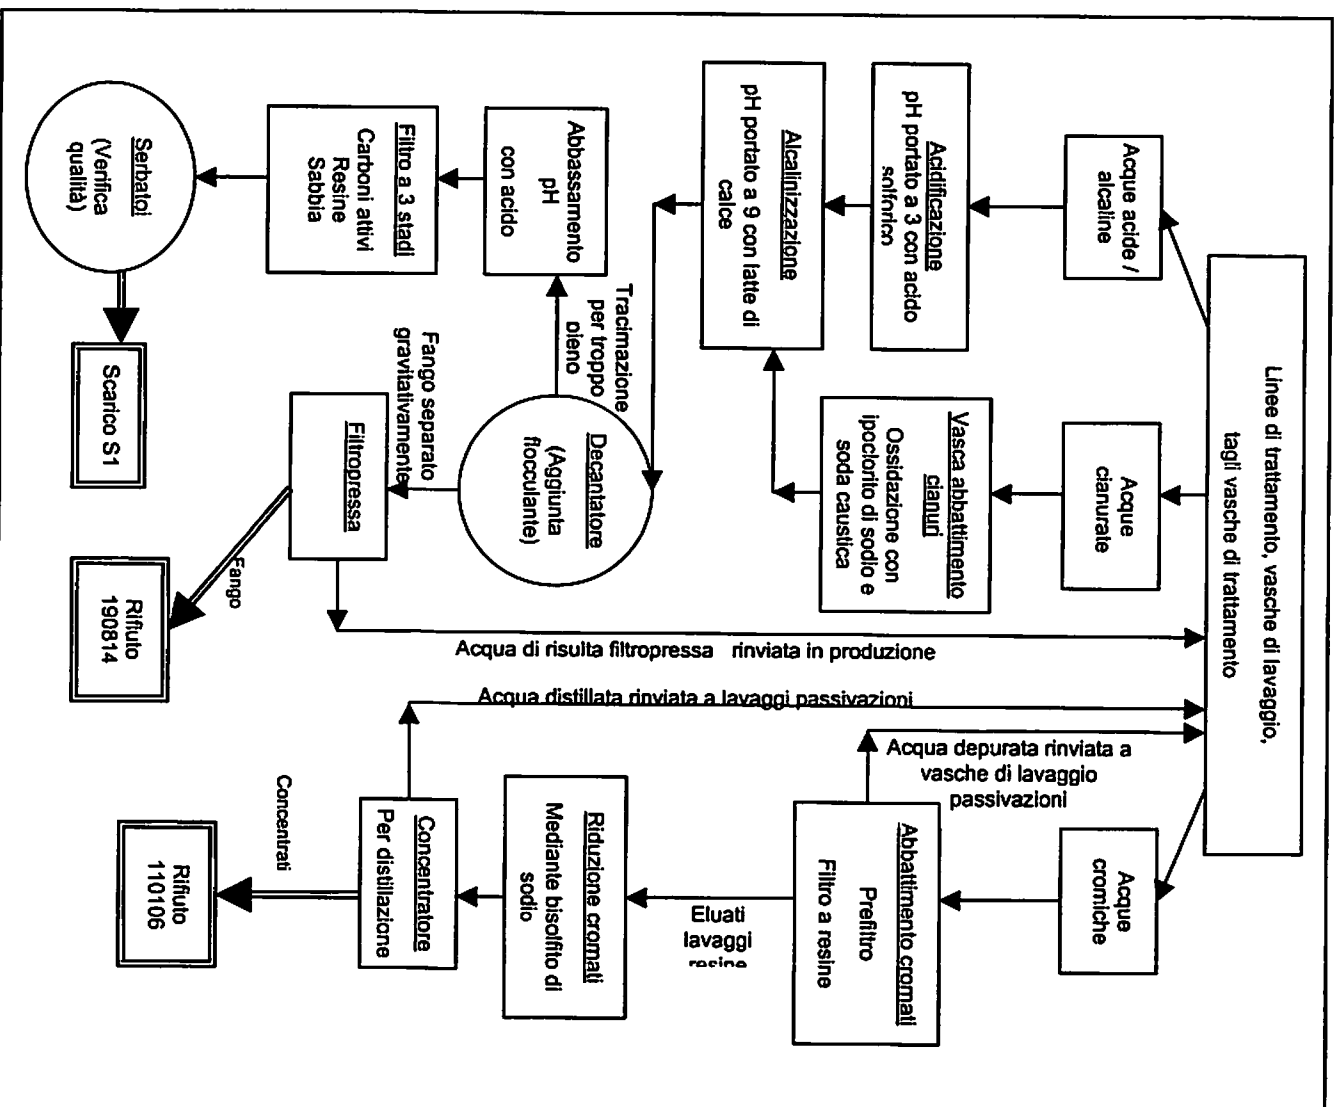 Linee di trattamento, vasche di lavaggio,
tagli vasche di trattamento
Acque acide /
alcaline
Acque
cianurate
Acque
cromiche
Acidificazione
pH portato a 3 con acido
solforico
Vasca abbattimento
cianuri
Ossidazione con
ipoclorito di sodio e
soda caustica
Abbattimento cromati
Prefiltro
Filtro a resine
Acqua depurata rinviata a
vasche di lavaggio
passivazioni
Alcalinizzazione
pH portato a 9 con latte di
calce
Eluati
lavaggi
resine
Riduzione cromati
Mediante bisolfito di
sodio
Decantatore
(Aggiunta
flocculante)
Tracimazione
per troppo
pieno
Abbassamento
pH
con acido
Fango separato
gravitativamente
Filtro a 3 stadi
Carboni attivi
Resine
Sabbia
Filtropressa
Acqua di risulta filtropressa rinviata in produzione
Acqua distillata rinviata a lavaggi passivazioni
Concentratore
Per distillazione
Concentrati
Fango
Serbatoi
(Verifica
qualità)
Scarico S1
Rifiuto
190814
Rifiuto
110106